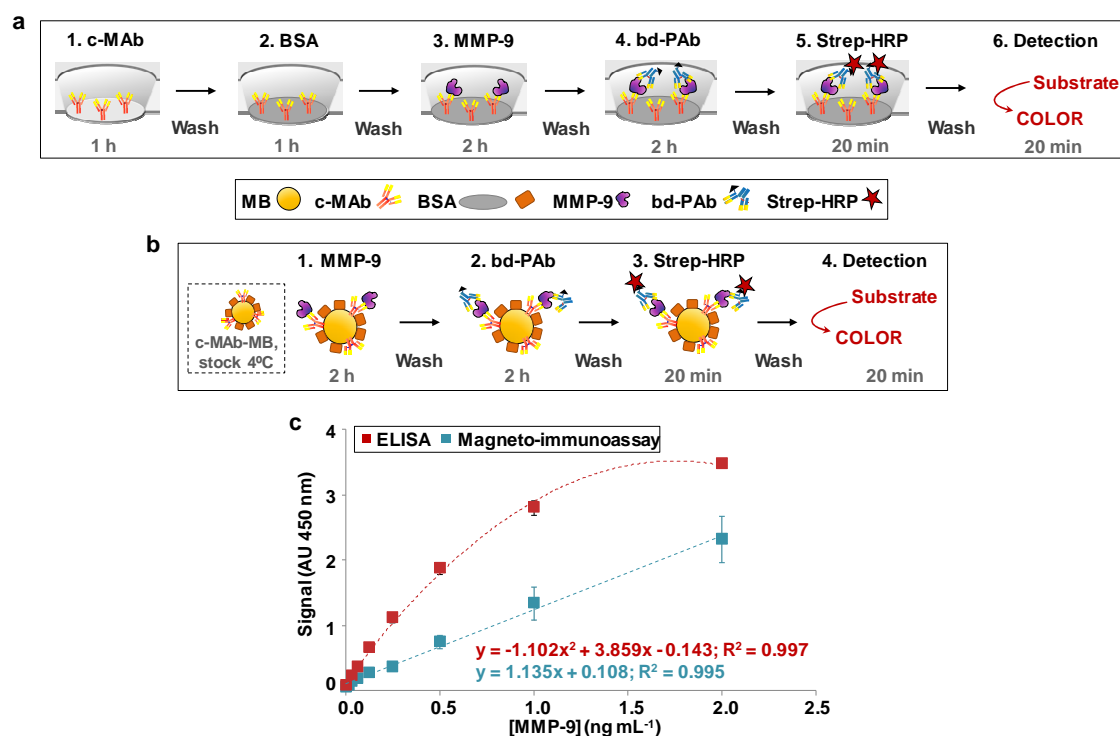 a
1. c-MAb 2. BSA 3. MMP-9 4. bd-PAb 5. Strep-HRP 6. Detection
Substrate
COLOR
Wash Wash Wash Wash Wash
1 h 1 h 2 h 2 h 20 min 20 min
MB c-MAb BSA MMP-9 bd-PAb Strep-HRP
b
1. MMP-9 2. bd-PAb 3. Strep-HRP 4. Detection
Substrate
COLOR
c-MAb-MB,
stock 4ºC
Wash Wash Wash
2 h 2 h 20 min 20 min
c
ELISA Magneto-immunoassay
Signal (AU 450 nm)
4
3
2
1
0
y = -1.102x² + 3.859x - 0.143; R² = 0.997
y = 1.135x + 0.108; R² = 0.995
0.0 0.5 1.0 1.5 2.0 2.5
[MMP-9] (ng mL⁻¹)